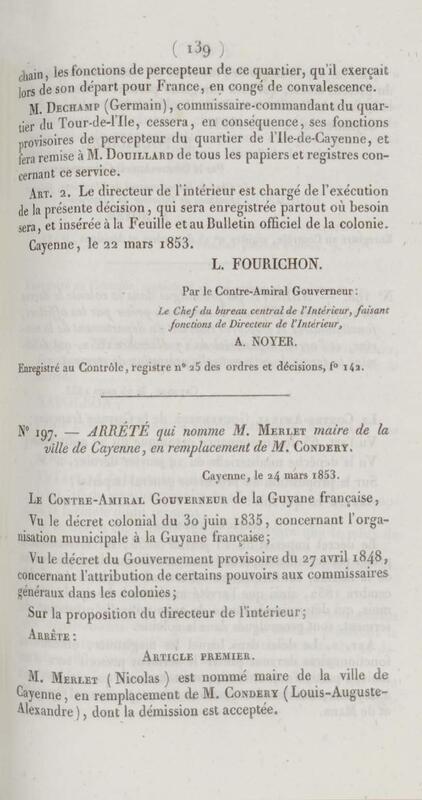 ( 139 )
chain, les fonctions de percepteur de ce quartier, qu'il exerçait
lors de son départ pour France, en congé de convalescence.
M. DECHAMP (Germain), commissaire-commandant du quar-
tier du Tour-de-l'Ile, cessera, en conséquence, ses fonctions
provisoires de percepteur du quartier de l'Ile-de-Cayenne, et
fera remise à M. DOUILLARD de tous les papiers et registres con-
cernant ce service.
ART. 2. Le directeur de l'intérieur est chargé de l'exécution
de la présente décision, qui sera enregistrée partout où besoin
sera, et insérée à la Feuille et au Bulletin officiel de la colonie.
Cayenne, le 22 mars 1853.
L. FOURICHON.
Par le Contre-Amiral Gouverneur:
Le Chef du bureau central de l'Intérieur, faisant
fonctions de Directeur de l'Intérieur,
A. NOYER.
Enregistré au Contrôle, registre n° 25 des ordres et décisions, f° 142.
N° 197. — ARRÊTÉ qui nomme M. MERLET maire de la
ville de Cayenne, en remplacement de M. CONDERY.
Cayenne, le 24 mars 1853.
LE CONTRE-AMIRAL GOUVERNEUR de la Guyane française,
Vu le décret colonial du 30 juin 1835, concernant l'orga-
nisation municipale à la Guyane française;
Vu le décret du Gouvernement provisoire du 27 avril 1848,
concernant l'attribution de certains pouvoirs aux commissaires
généraux dans les colonies;
Sur la proposition du directeur de l'intérieur;
ARRÊTE:
ARTICLE PREMIER.
M. MERLET (Nicolas) est nommé maire de la ville de
Cayenne, en remplacement de M. CONDERY (Louis-Auguste-
Alexandre), dont la démission est acceptée.